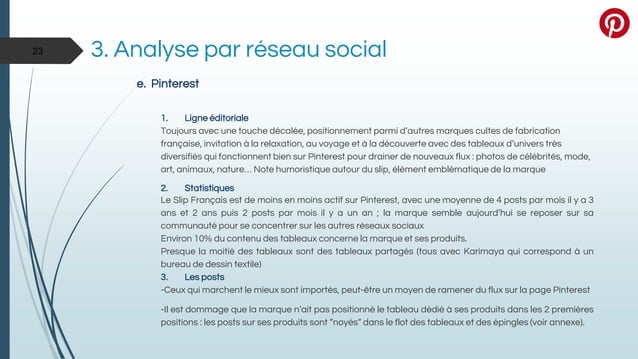 23
3. Analyse par réseau social
e. Pinterest
1. Ligne éditoriale
Toujours avec une touche décalée, positionnement parmi d'autres marques cultes de fabrication
française, invitation à la relaxation, au voyage et à la découverte avec des tableaux d'univers très
diversifiés qui fonctionnent bien sur Pinterest pour drainer de nouveaux flux : photos de célébrités, mode,
art, animaux, nature… Note humoristique autour du slip, élément emblématique de la marque
2. Statistiques
Le Slip Français est de moins en moins actif sur Pinterest, avec une moyenne de 4 posts par mois il y a 3
ans et 2 ans puis 2 posts par mois il y a un an ; la marque semble aujourd'hui se reposer sur sa
communauté pour se concentrer sur les autres réseaux sociaux
Environ 10% du contenu des tableaux concerne la marque et ses produits.
Presque la moitié des tableaux sont des tableaux partagés (tous avec Karimaya qui correspond à un
bureau de dessin textile)
3. Les posts
-Ceux qui marchent le mieux sont importés, peut-être un moyen de ramener du flux sur la page Pinterest
-Il est dommage que la marque n'ait pas positionné le tableau dédié à ses produits dans les 2 premières
positions : les posts sur ses produits sont "noyés" dans le flot des tableaux et des épingles (voir annexe).